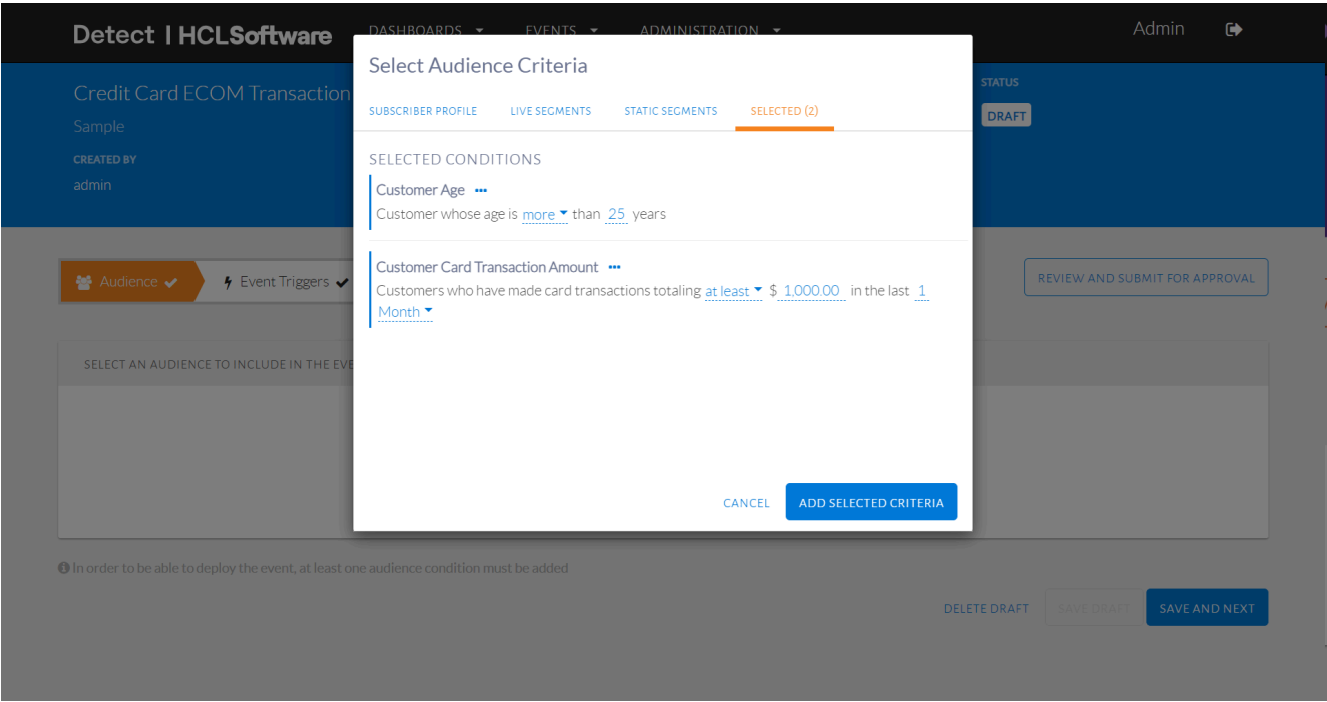 Detect | HCLSoftware
DASHBOARDS EVENTS ADMINISTRATION
Admin
Credit Card ECOM Transaction
Sample
CREATED BY
admin
STATUS
DRAFT
Select Audience Criteria
SUBSCRIBER PROFILE LIVE SEGMENTS STATIC SEGMENTS SELECTED (2)
SELECTED CONDITIONS
Customer Age
Customer whose age is more than 25 years
Customer Card Transaction Amount
Customers who have made card transactions totaling at least $ 1,000.00 in the last 1
Month
CANCEL ADD SELECTED CRITERIA
Audience Event Triggers
REVIEW AND SUBMIT FOR APPROVAL
SELECT AN AUDIENCE TO INCLUDE IN THE EVE
In order to be able to deploy the event, at least one audience condition must be added
DELETE DRAFT SAVE DRAFT SAVE AND NEXT